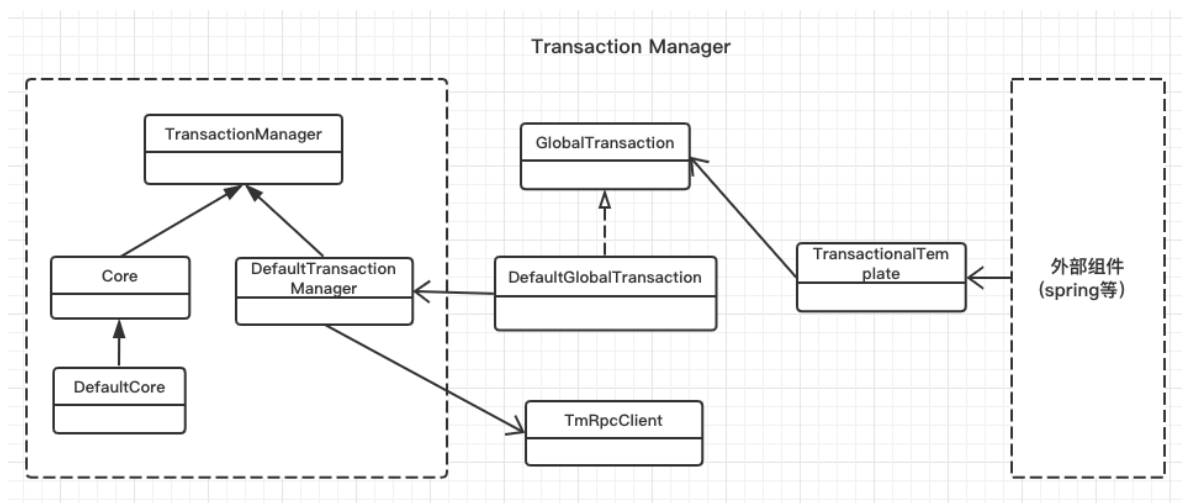 Transaction Manager
TransactionManager
GlobalTransaction
Core
DefaultTransaction
Manager
DefaultGlobalTransaction
TransactionalTem
plate
外部组件
(spring等)
DefaultCore
TmRpcClient